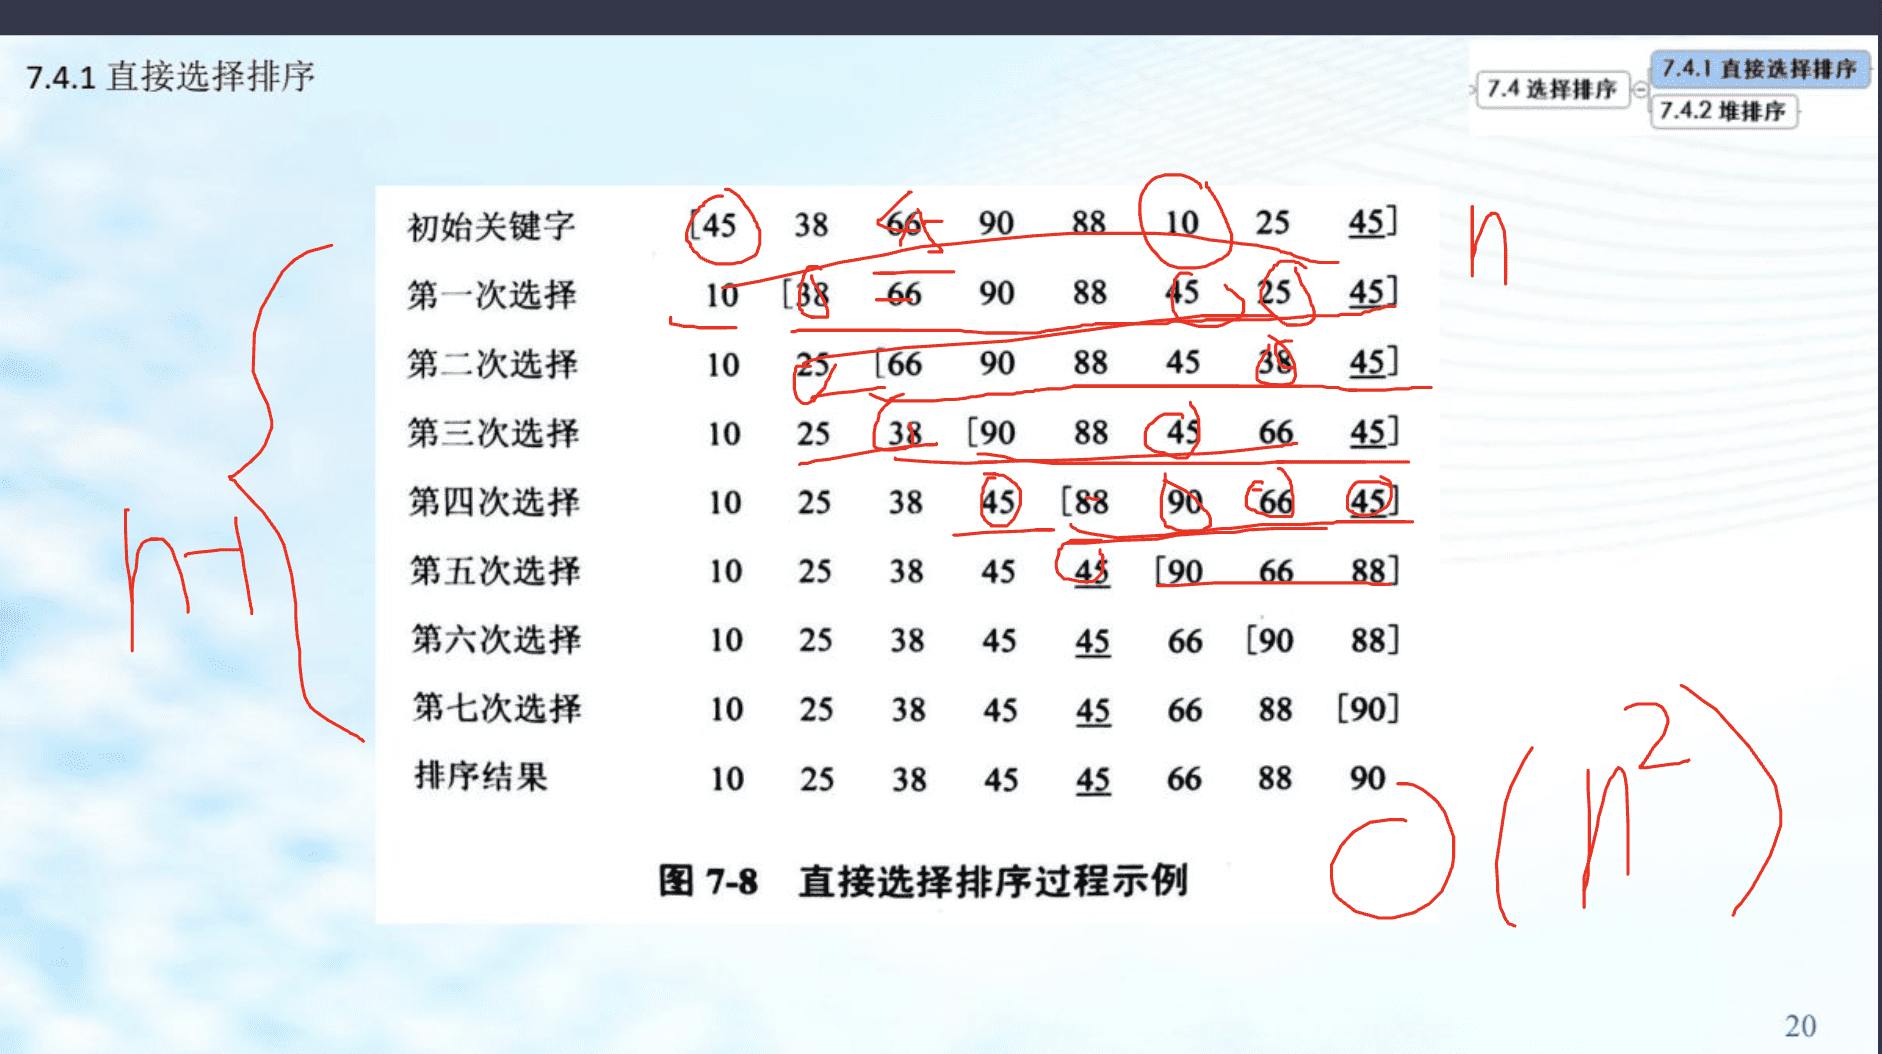 7.4.1 直接选择排序
7.4 选择排序
7.4.1 直接选择排序
7.4.2 堆排序
初始关键字 [45 38 66 90 88 10 25 45]
n
第一次选择 10 [38 66 90 88 45 25 45]
第二次选择 10 25 [66 90 88 45 38 45]
第三次选择 10 25 38 [90 88 45 66 45]
第四次选择 10 25 38 45 [88 90 66 45]
n-1
第五次选择 10 25 38 45 45 [90 66 88]
第六次选择 10 25 38 45 45 66 [90 88]
第七次选择 10 25 38 45 45 66 88 [90]
排序结果 10 25 38 45 45 66 88 90
O(n²)
图 7-8 直接选择排序过程示例
20